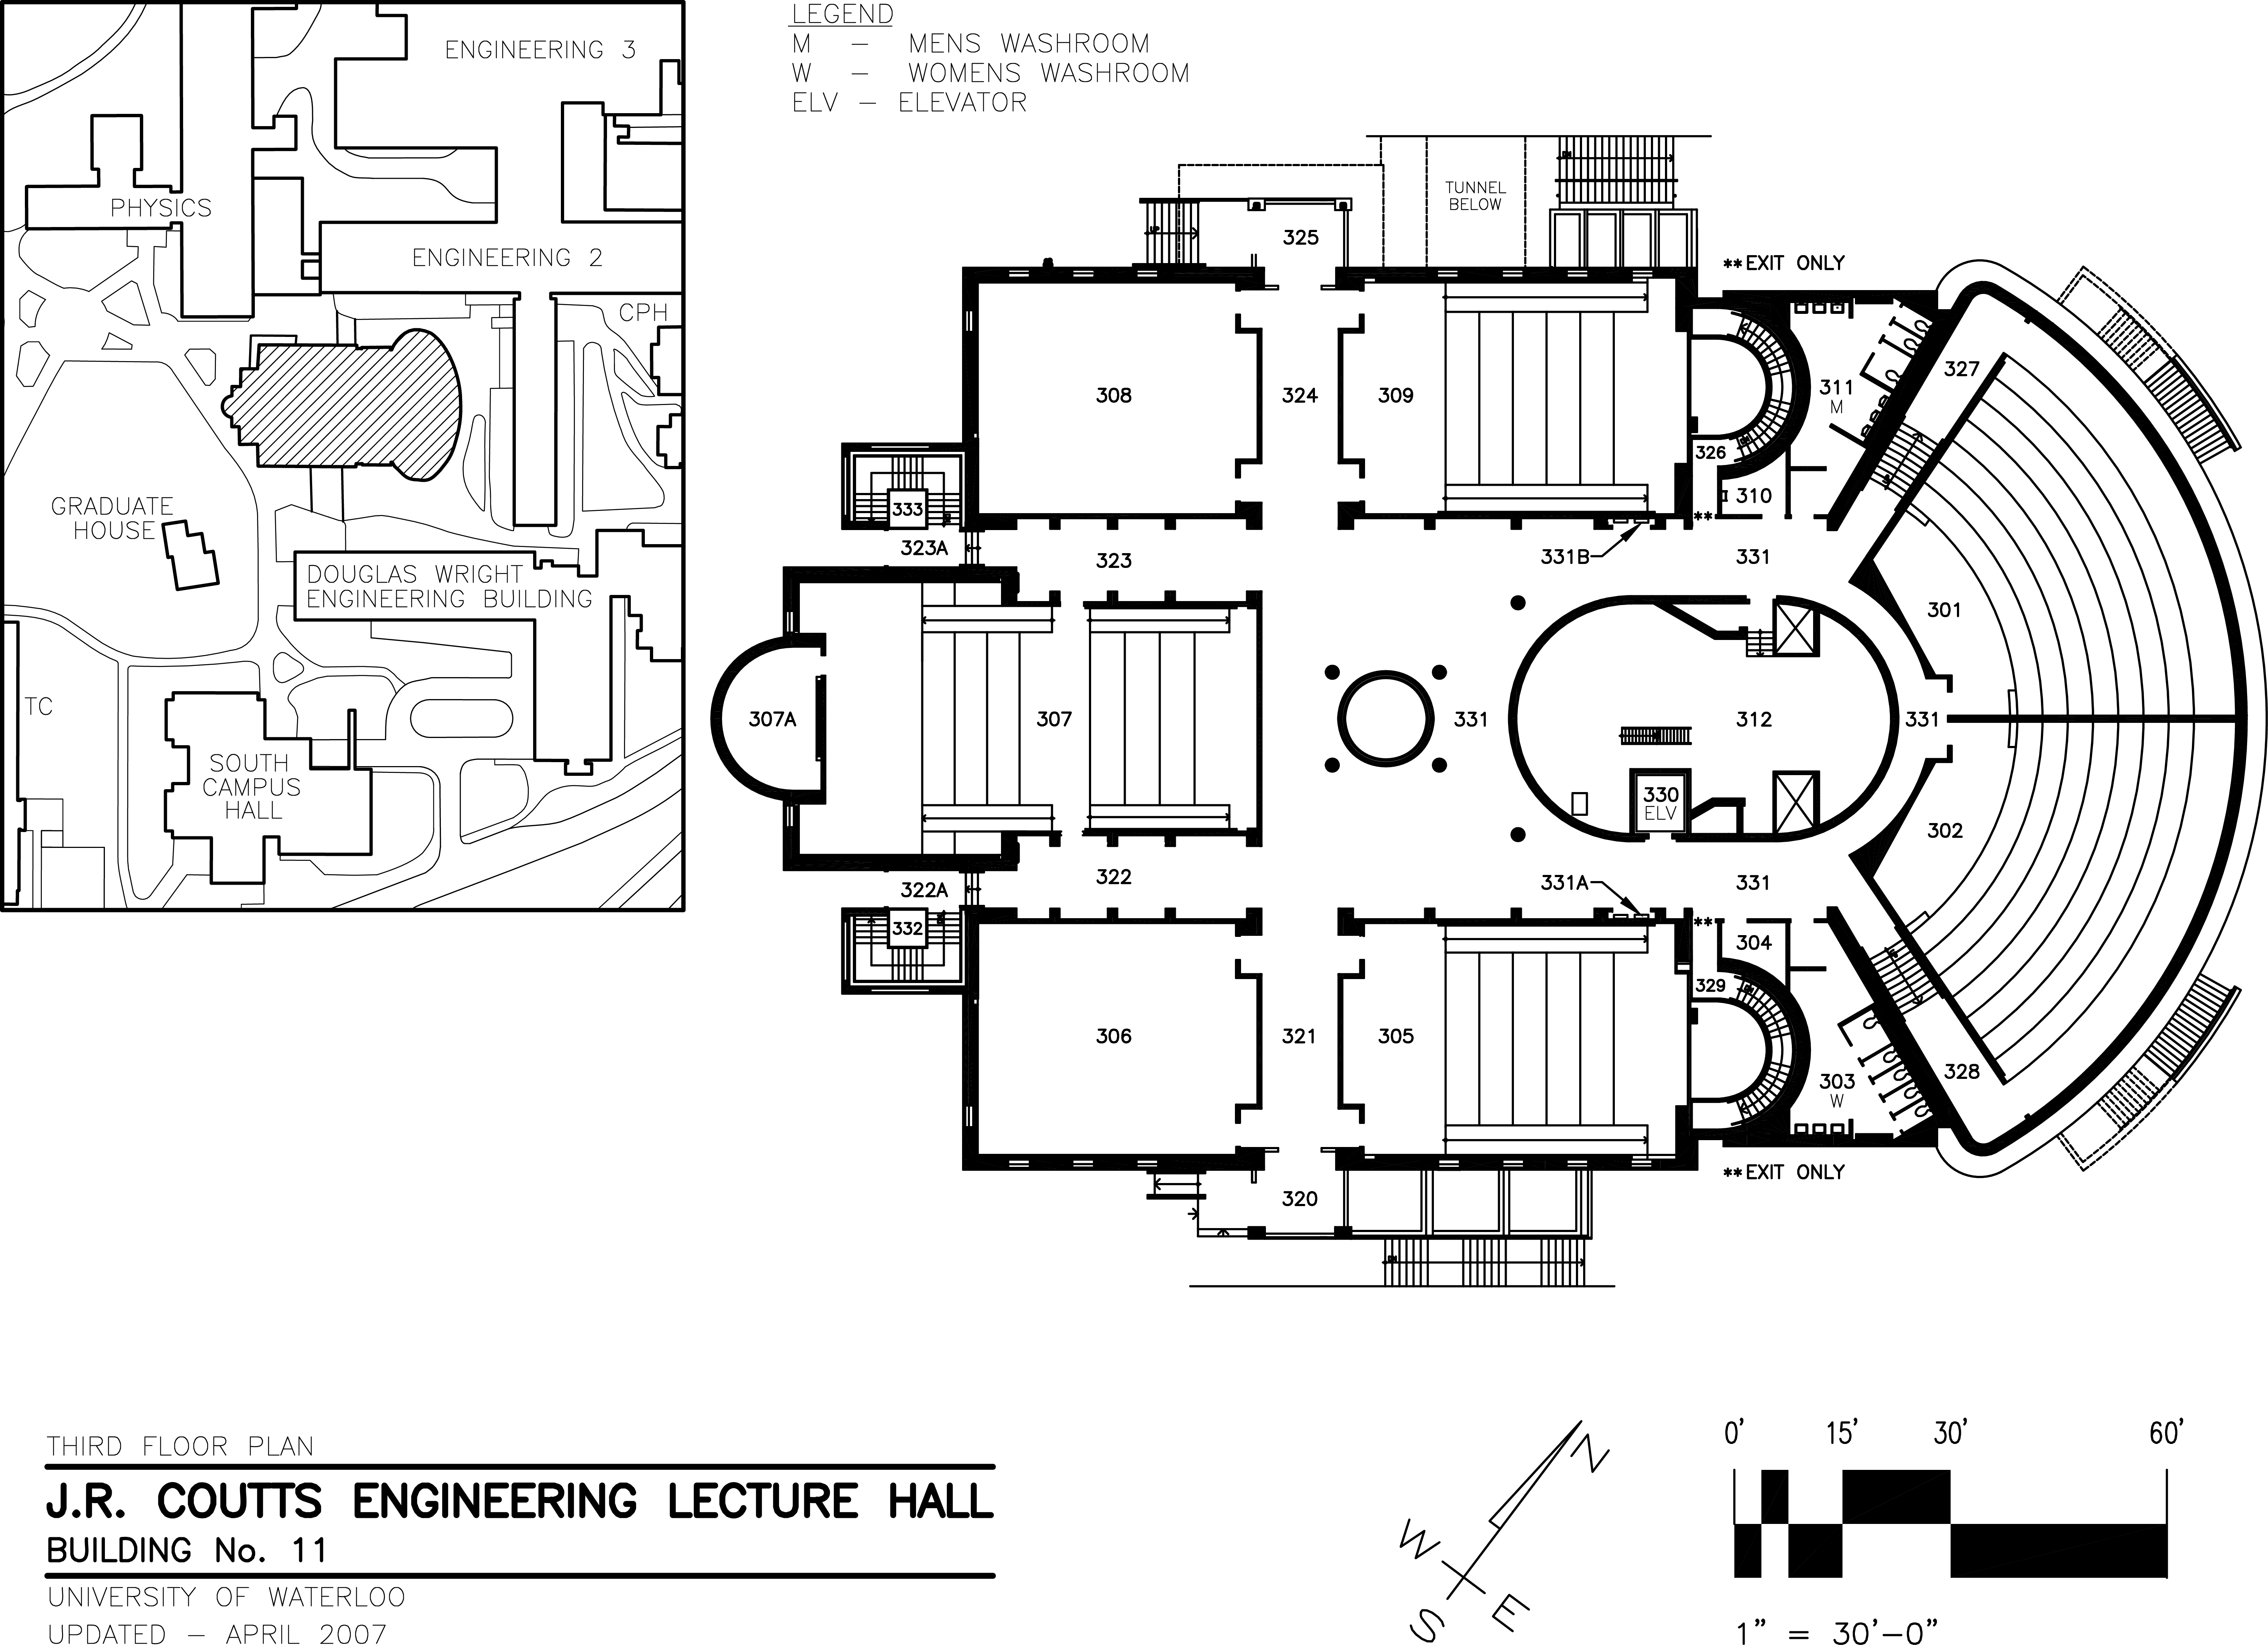 LEGEND
M – MENS WASHROOM
W – WOMENS WASHROOM
ELV – ELEVATOR
ENGINEERING 3
PHYSICS
ENGINEERING 2
CPH
GRADUATE
HOUSE
DOUGLAS WRIGHT
ENGINEERING BUILDING
TC
SOUTH
CAMPUS
HALL
TUNNEL
BELOW
325
**EXIT ONLY
308
324
309
311
M
327
326
310
333
**
323A
323
331B
331
301
307A
307
331
312
331
330
ELV
302
322A
322
331A
331
332
**
304
329
306
321
305
303
W
328
320
**EXIT ONLY
THIRD FLOOR PLAN
J.R. COUTTS ENGINEERING LECTURE HALL
BUILDING No. 11
UNIVERSITY OF WATERLOO
UPDATED – APRIL 2007
N
W
E
S
0' 15' 30' 60'
1” = 30'–0”